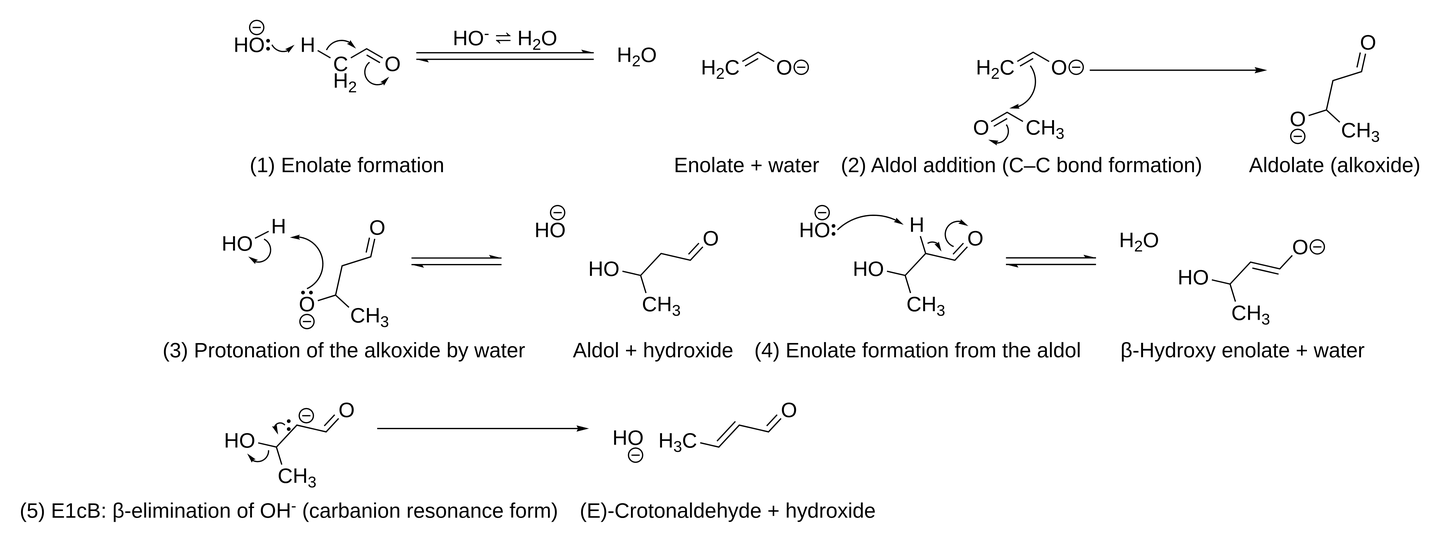 HO⁻ ⇌ H₂O
HO:⊖ H C H₂ O H₂O H₂C O⊖ H₂C O⊖ O CH₃ O O⊖ CH₃
(1) Enolate formation
Enolate + water
(2) Aldol addition (C–C bond formation)
Aldolate (alkoxide)
HO H O O⊖ CH₃ HO⊖ HO O CH₃ HO:⊖ H O HO CH₃ H₂O HO O⊖ CH₃
(3) Protonation of the alkoxide by water
Aldol + hydroxide
(4) Enolate formation from the aldol
β-Hydroxy enolate + water
HO ⊖ O CH₃ HO⊖ H₃C O
(5) E1cB: β-elimination of OH⁻ (carbanion resonance form)
(E)-Crotonaldehyde + hydroxide